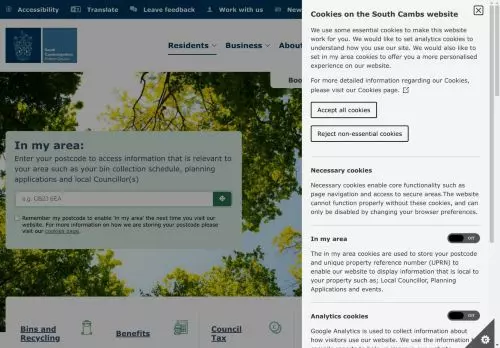 Accessibility
Translate
Leave feedback
Work with us
New
South
Cambridgeshire
District Council
Residents
Business
Abou
Boo
In my area:
Enter your postcode to access information that is relevant to
your area such as your bin collection schedule, planning
applications and local Councillor(s)
e.g. CB23 6EA
Remember my postcode to enable 'in my area' the next time you visit our
website. For more information on how we are storing your postcode please
visit our cookies page.
Bins and
Recycling
Benefits
Council
Tax
Cookies on the South Cambs website
We use some essential cookies to make this website
work for you. We would like to set analytics cookies to
understand how you use our site. We would also like to
set in my area cookies to offer you a more personalised
experience on our website.
For more detailed information regarding our Cookies,
please visit our Cookies page.
Accept all cookies
Reject non-essential cookies
Necessary cookies
Necessary cookies enable core functionality such as
page navigation and access to secure areas.The website
cannot function properly without these cookies, and can
only be disabled by changing your browser preferences.
In my area
Off
The in my area cookies are used to store your postcode
and unique property reference number (UPRN) to
enable our website to display information that is local to
your property such as; Local Councillor, Planning
Applications and events.
Analytics cookies
Off
Google Analytics is used to collect information about
how visitors use our website. We use the information